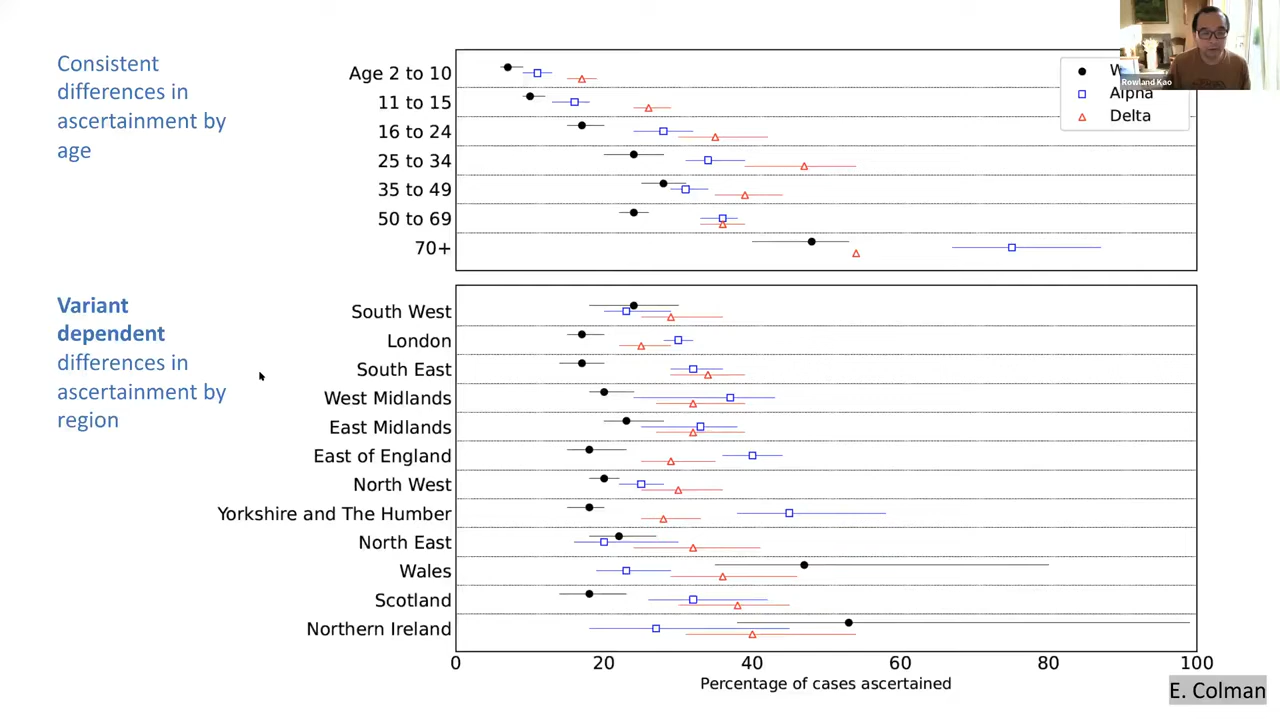 Consistent
differences in
ascertainment by
age
Age 2 to 10
11 to 15
16 to 24
25 to 34
35 to 49
50 to 69
70+
Alpha
Delta
Rowland Kao
Variant
dependent
differences in
ascertainment by
region
South West
London
South East
West Midlands
East Midlands
East of England
North West
Yorkshire and The Humber
North East
Wales
Scotland
Northern Ireland
0 20 40 60 80 100
Percentage of cases ascertained
E. Colman